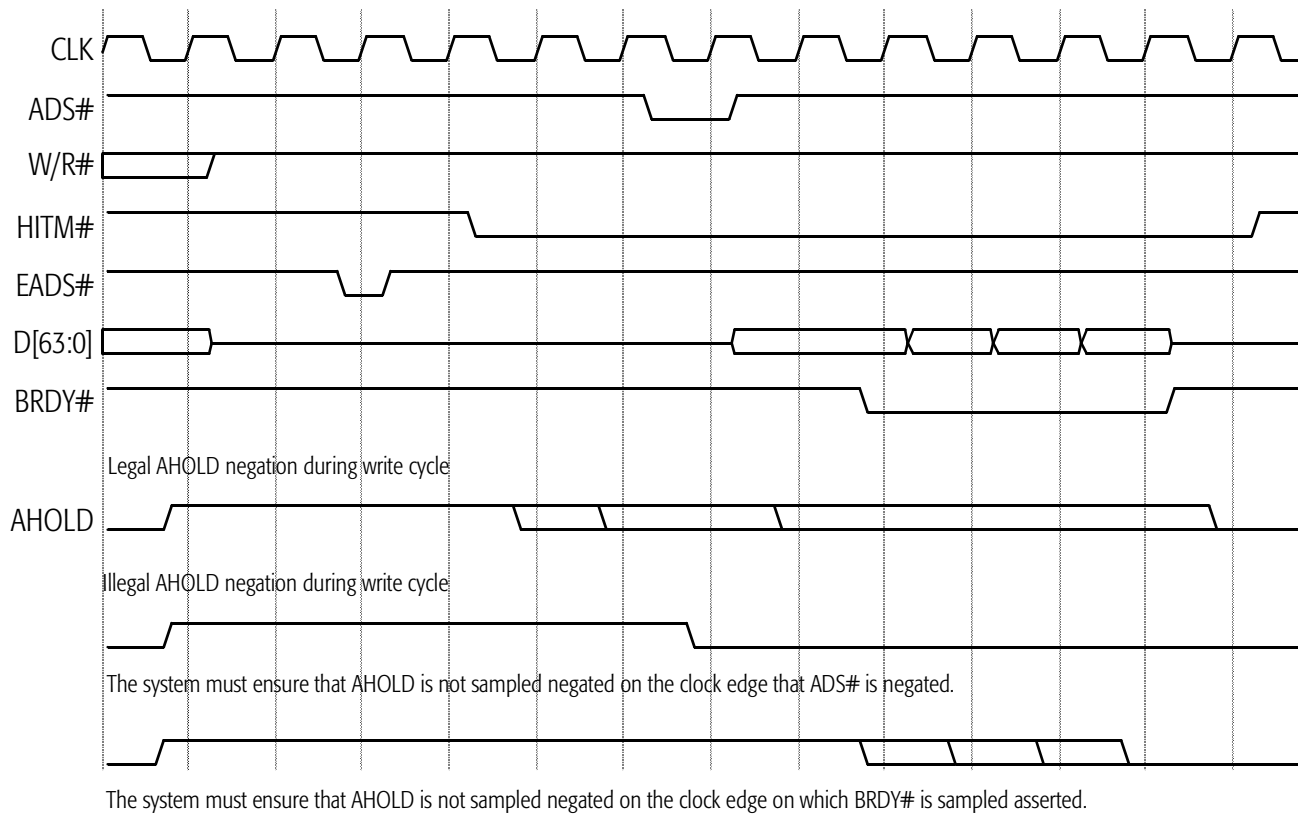 CLK
ADS#
W/R#
HITM#
EADS#
D[63:0]
BRDY#
Legal AHOLD negation during write cycle
AHOLD
Illegal AHOLD negation during write cycle
The system must ensure that AHOLD is not sampled negated on the clock edge that ADS# is negated.
The system must ensure that AHOLD is not sampled negated on the clock edge on which BRDY# is sampled asserted.